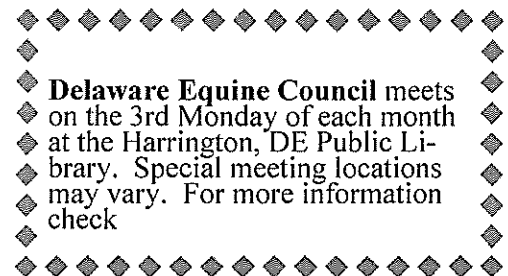 Delaware Equine Council meets
on the 3rd Monday of each month
at the Harrington, DE Public Li-
brary.  Special meeting locations
may vary.  For more information
check